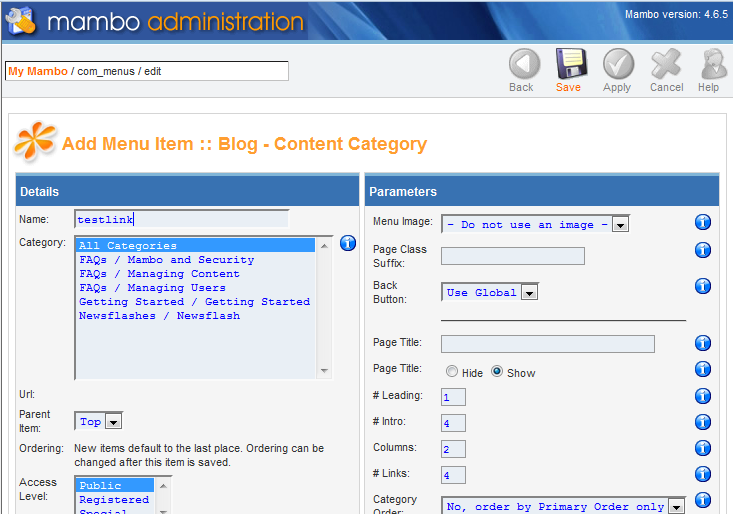 mambo administration
Mambo version: 4.6.5
My Mambo / com_menus / edit
Back Save Apply Cancel Help
Add Menu Item :: Blog - Content Category
Details
Name: testlink
Category: All Categories
FAQs / Mambo and Security
FAQs / Managing Content
FAQs / Managing Users
Getting Started / Getting Started
Newsflashes / Newsflash
Url:
Parent
Item: Top
Ordering: New items default to the last place. Ordering can be
changed after this item is saved.
Access
Level: Public
Registered
Special
Parameters
Menu Image: - Do not use an image -
Page Class
Suffix:
Back
Button: Use Global
Page Title:
Page Title: Hide Show
# Leading: 1
# Intro: 4
Columns: 2
# Links: 4
Category
Order: No, order by Primary Order only